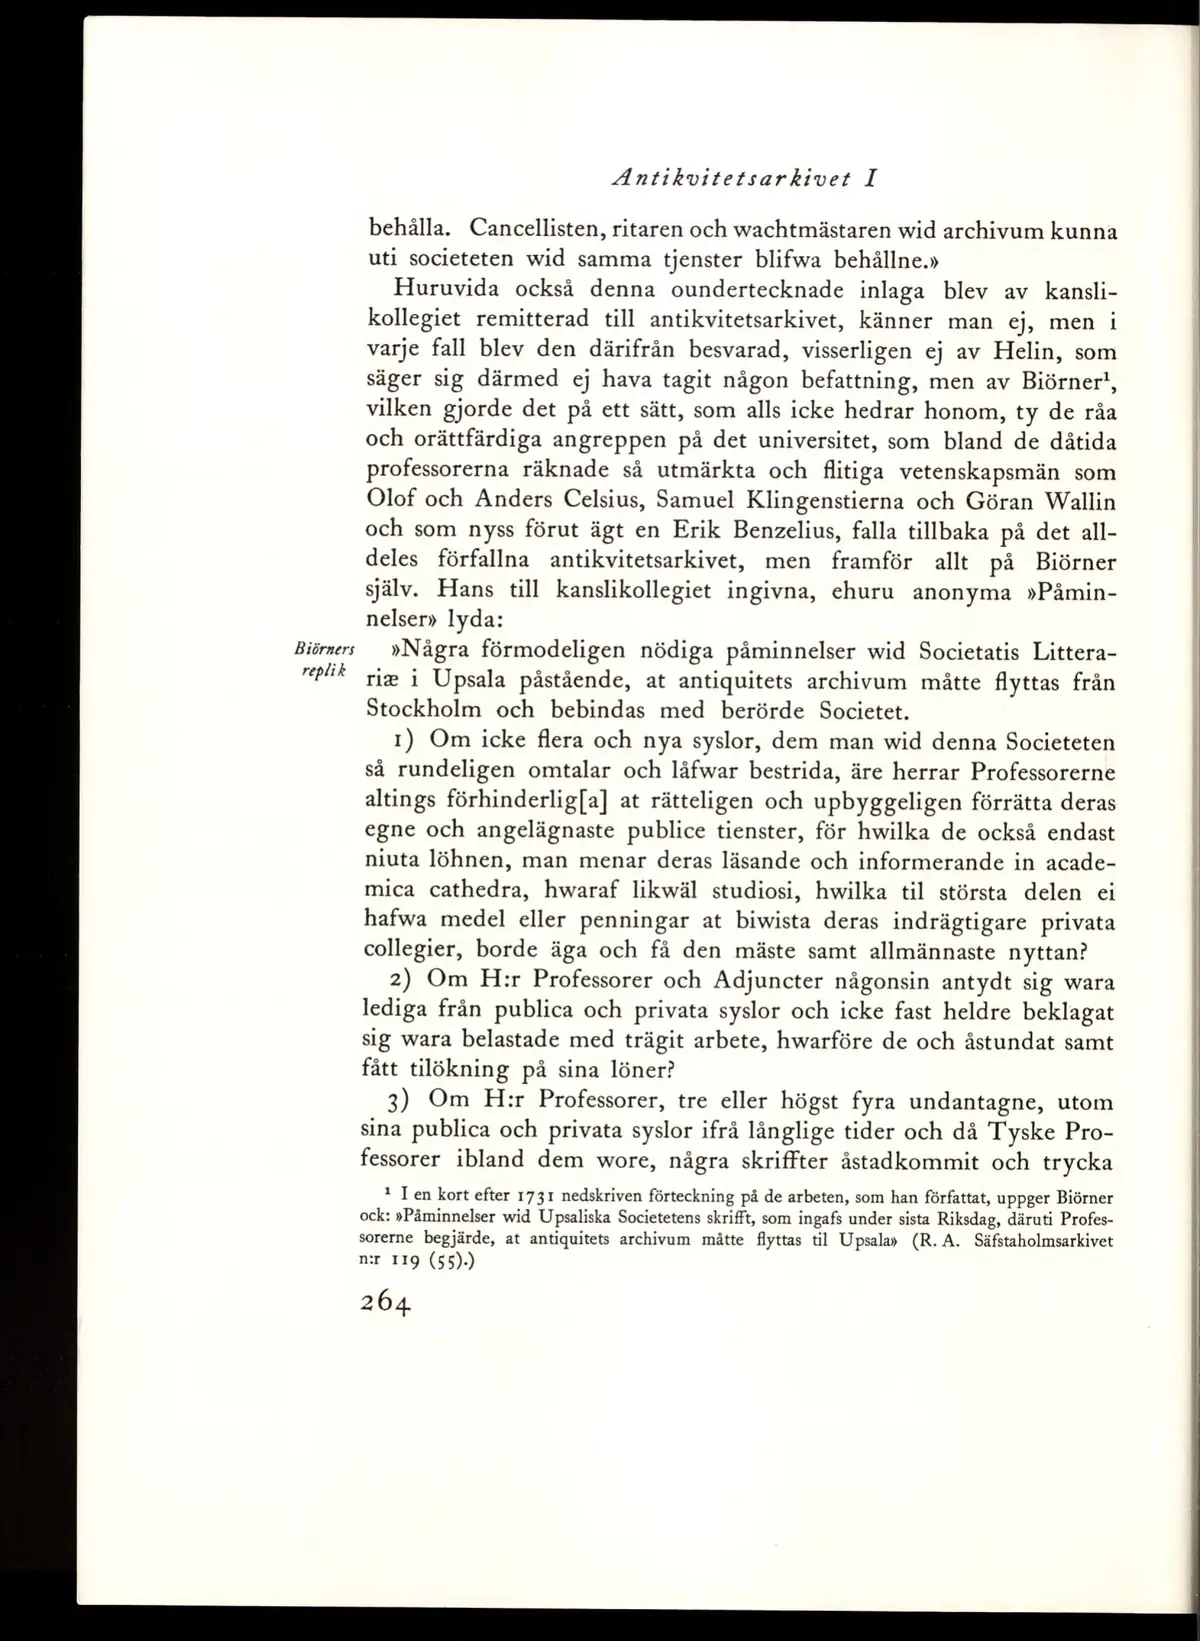 Antikvitetsarkivet I
behålla. Cancellisten, ritaren och wachtmästaren wid archivum kunna
uti societeten wid samma tjenster blifwa behållne.»
Huruvida också denna oundertecknade inlaga blev av kansli-
kollegiet remitterad till antikvitetsarkivet, känner man ej, men i
varje fall blev den därifrån besvarad, visserligen ej av Helin, som
säger sig därmed ej hava tagit någon befattning, men av Biörner¹,
vilken gjorde det på ett sätt, som alls icke hedrar honom, ty de råa
och orättfärdiga angreppen på det universitet, som bland de dåtida
professorerna räknade så utmärkta och flitiga vetenskapsmän som
Olof och Anders Celsius, Samuel Klingenstierna och Göran Wallin
och som nyss förut ägt en Erik Benzelius, falla tillbaka på det all-
deles förfallna antikvitetsarkivet, men framför allt på Biörner
själv. Hans till kanslikollegiet ingivna, ehuru anonyma »Påmin-
nelser» lyda:
Biörners
replik
»Några förmodeligen nödiga påminnelser wid Societatis Littera-
riæ i Upsala påstående, at antiquitets archivum måtte flyttas från
Stockholm och bebindas med berörde Societet.
1) Om icke flera och nya syslor, dem man wid denna Societeten
så rundeligen omtalar och låfwar bestrida, äre herrar Professorerne
altings förhinderlig[a] at rätteligen och upbyggeligen förrätta deras
egne och angelägnaste publice tienster, för hwilka de också endast
niuta löhnen, man menar deras läsande och informerande in acade-
mica cathedra, hwaraf likwäl studiosi, hwilka til största delen ei
hafwa medel eller penningar at biwista deras indrägtigare privata
collegier, borde äga och få den mäste samt allmännaste nyttan?
2) Om H:r Professorer och Adjuncter någonsin antydt sig wara
lediga från publica och privata syslor och icke fast heldre beklagat
sig wara belastade med trägit arbete, hwarföre de och åstundat samt
fått tilökning på sina löner?
3) Om H:r Professorer, tre eller högst fyra undantagne, utom
sina publica och privata syslor ifrå långlige tider och då Tyske Pro-
fessorer ibland dem wore, några skriffter åstadkommit och trycka
¹ I en kort efter 1731 nedskriven förteckning på de arbeten, som han författat, uppger Biörner
ock: »Påminnelser wid Upsaliska Societetens skrifft, som ingafs under sista Riksdag, däruti Profes-
sorerne begjärde, at antiquitets archivum måtte flyttas til Upsala» (R. A. Säfstaholmsarkivet
n:r 119 (55).)
264